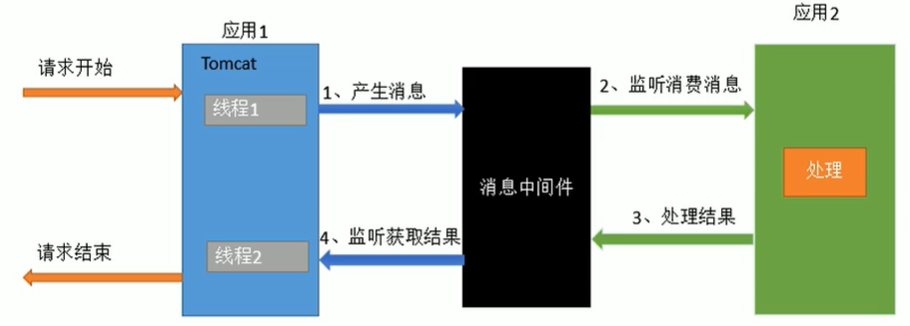 应用1
应用2
请求开始
Tomcat
线程1
1、产生消息
2、监听消费消息
消息中间件
处理
3、处理结果
4、监听获取结果
线程2
请求结束